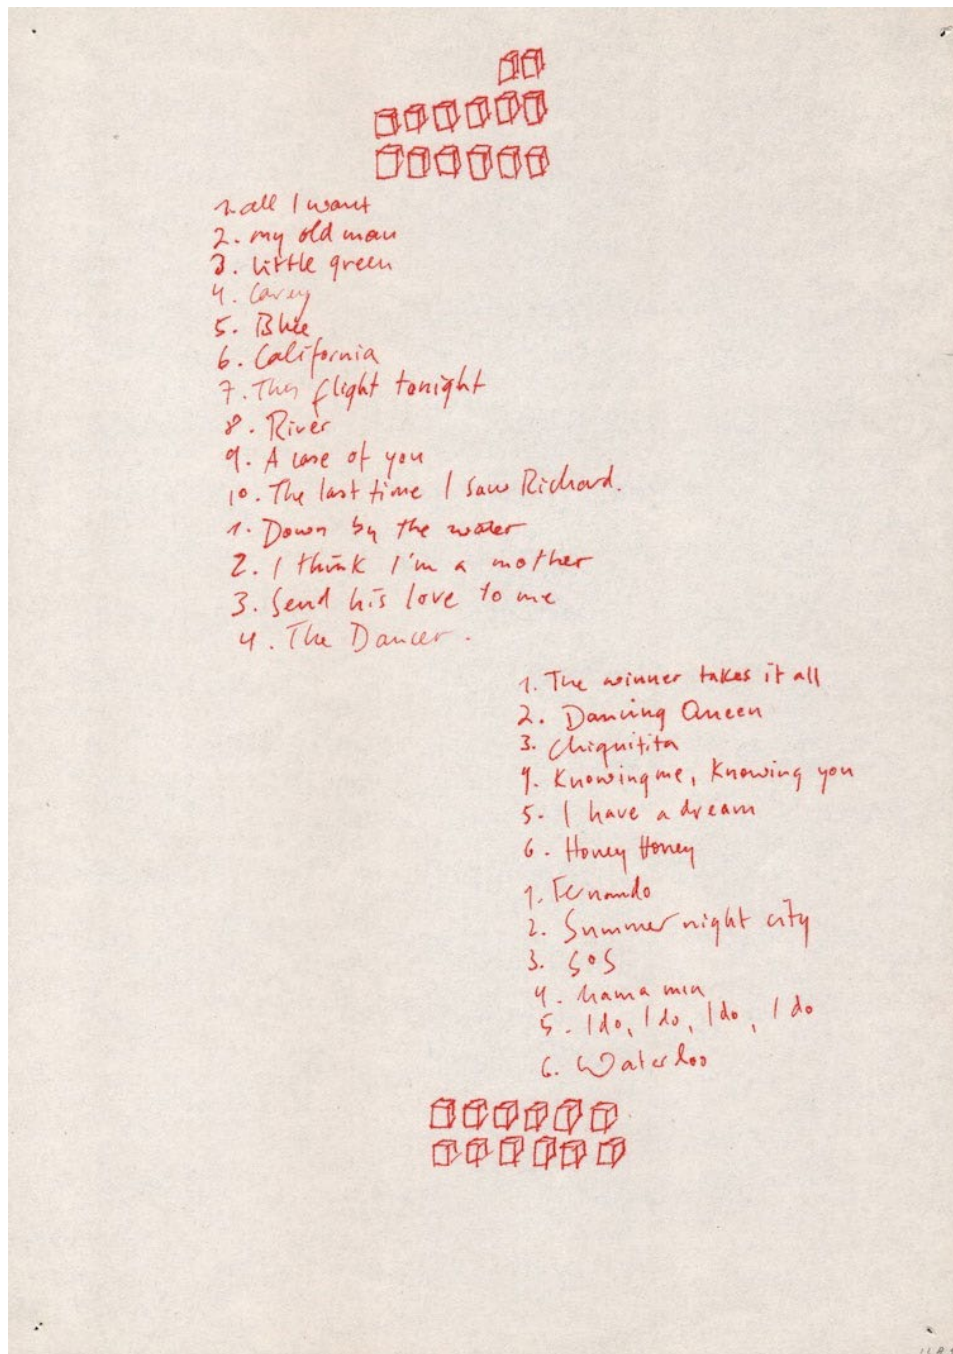 1. all I want
2. my old man
3. little green
4. Carey
5. Blue
6. California
7. This flight tonight
8. River
9. A case of you
10. The last time I saw Richard.
1. Down by the water
2. I think I'm a mother
3. Send his love to me
4. The Dancer.
1. The winner takes it all
2. Dancing Queen
3. Chiquitita
4. Knowing me, Knowing you
5. I have a dream
6. Honey Honey
1. Fernando
2. Summer night city
3. SOS
4. mama mia
5. I do, I do, I do, I do
6. Waterloo